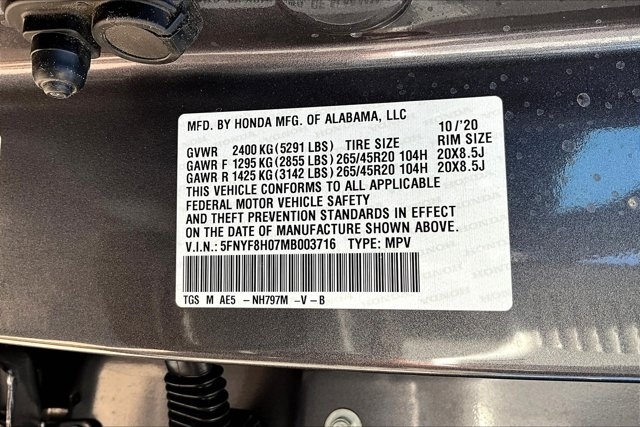 MFD. BY HONDA MFG. OF ALABAMA, LLC 10/'20
GVWR 2400 KG (5291 LBS) TIRE SIZE RIM SIZE
GAWR F 1295 KG (2855 LBS) 265/45R20 104H 20X8.5J
GAWR R 1425 KG (3142 LBS) 265/45R20 104H 20X8.5J
THIS VEHICLE CONFORMS TO ALL APPLICABLE
FEDERAL MOTOR VEHICLE SAFETY
AND THEFT PREVENTION STANDARDS IN EFFECT
ON THE DATE OF MANUFACTURE SHOWN ABOVE.
V.I.N.: 5FNYF8H07MB003716 TYPE: MPV
TGS M AE5 -NH797M -V-B